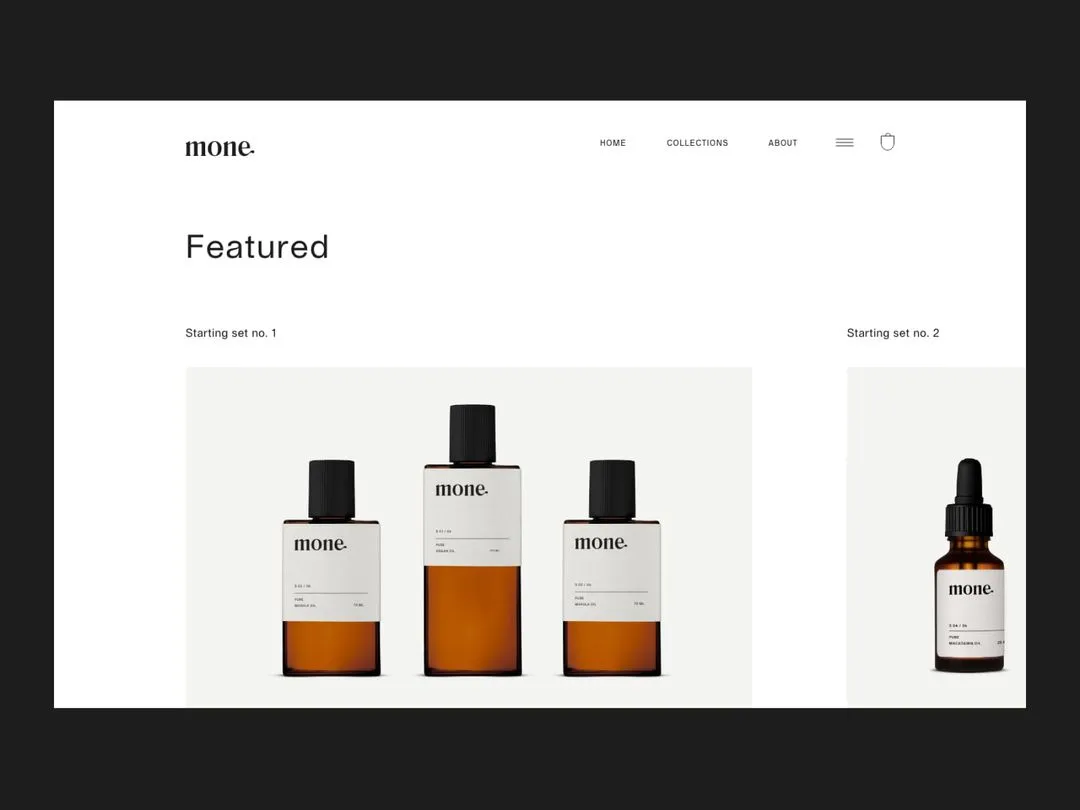 mone.
HOME COLLECTIONS ABOUT
Featured
Starting set no. 1
Starting set no. 2
mone.
PURE
MARULA OIL
mone.
PURE
ARGAN OIL
mone.
PURE
MARULA OIL
mone.
PURE
MACADAMIA OIL